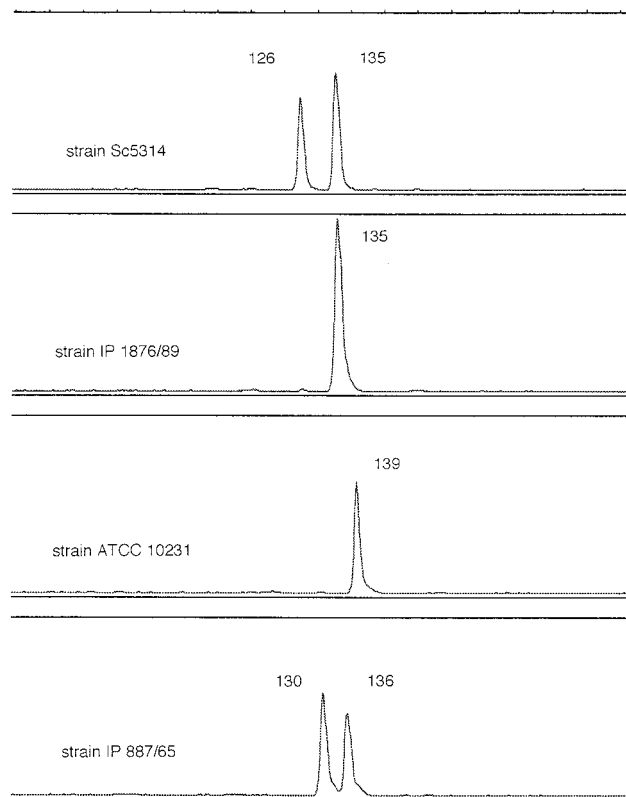 126 135
strain Sc5314
135
strain IP 1876/89
139
strain ATCC 10231
130 136
strain IP 887/65